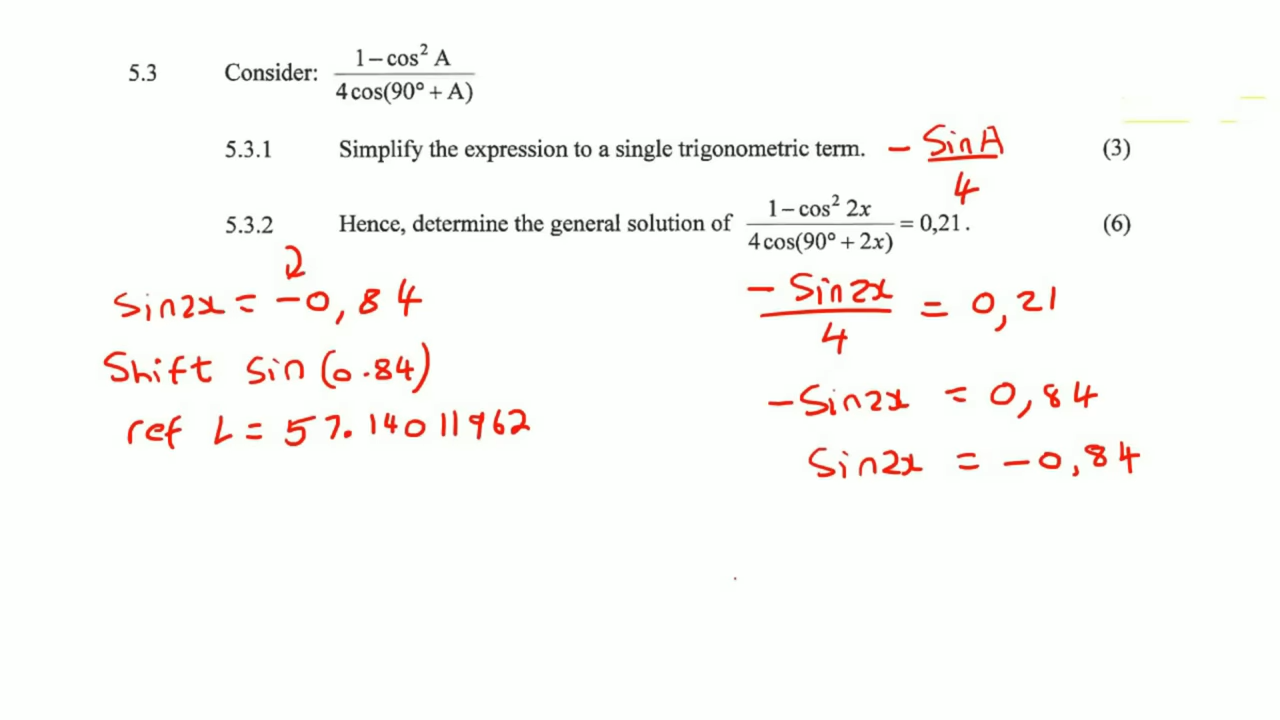 5.3 Consider: (1 – cos² A)/(4 cos(90° + A))
5.3.1 Simplify the expression to a single trigonometric term. – SinA/4 (3)
5.3.2 Hence, determine the general solution of (1 – cos² 2x)/(4 cos(90° + 2x)) = 0,21. (6)
Sin2x = –0,84
Shift Sin (0.84)
ref L = 57.14011962
– Sin2x/4 = 0,21
– Sin2x = 0,84
Sin2x = – 0,84